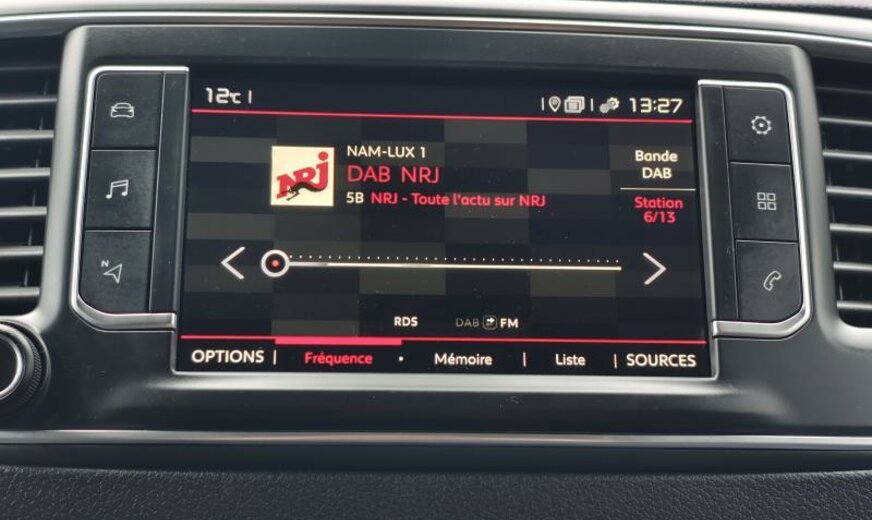 12°C
13:27
NRJ
NAM-LUX 1
DAB NRJ
5B NRJ - Toute l'actu sur NRJ
Bande
DAB
Station
6/13
RDS
DAB FM
OPTIONS
Fréquence
Mémoire
Liste
SOURCES
N